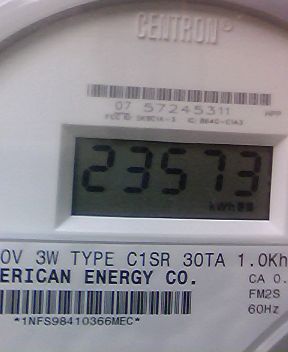 CENTRON®
07 57245311
23573
kWh
0V 3W TYPE C1SR 30TA 1.0Kh
ERICAN ENERGY CO.
CA 0.
FM2S
60Hz
*1NFS98410366MEC*